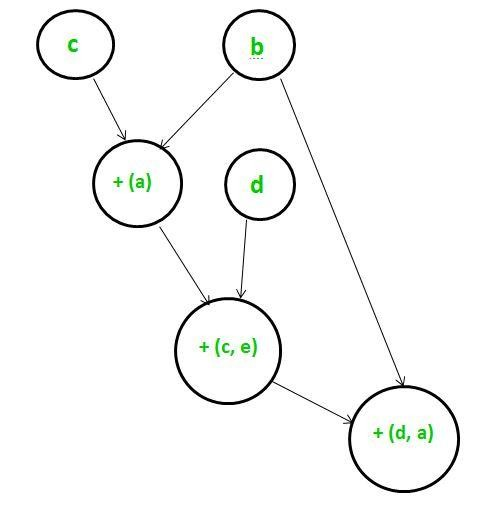 c
b
+ (a)
d
+ (c, e)
+ (d, a)